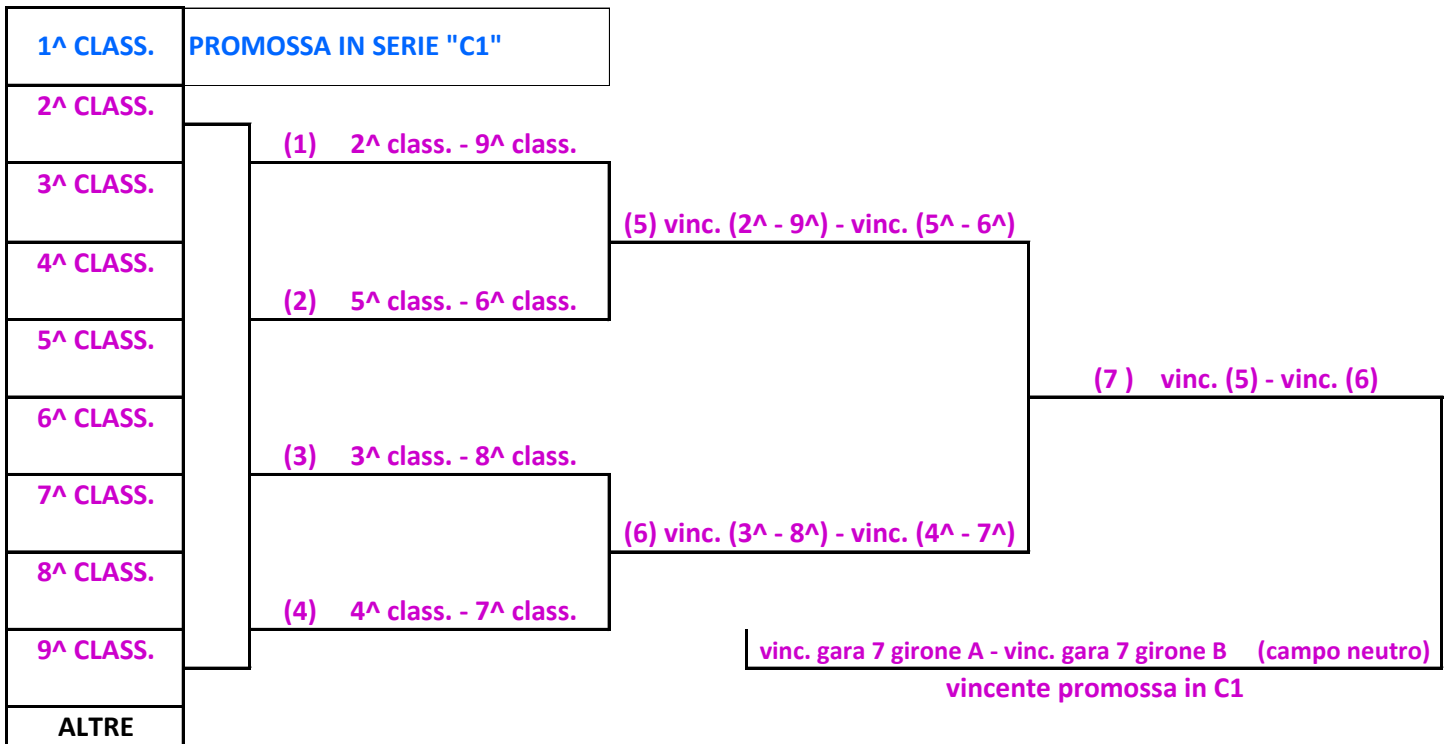 1^ CLASS. PROMOSSA IN SERIE "C1"
2^ CLASS.
(1) 2^ class. - 9^ class.
3^ CLASS.
(5) vinc. (2^ - 9^) - vinc. (5^ - 6^)
4^ CLASS.
(2) 5^ class. - 6^ class.
5^ CLASS.
(7 ) vinc. (5) - vinc. (6)
6^ CLASS.
(3) 3^ class. - 8^ class.
7^ CLASS.
(6) vinc. (3^ - 8^) - vinc. (4^ - 7^)
8^ CLASS.
(4) 4^ class. - 7^ class.
9^ CLASS.
vinc. gara 7 girone A - vinc. gara 7 girone B (campo neutro)
vincente promossa in C1
ALTRE